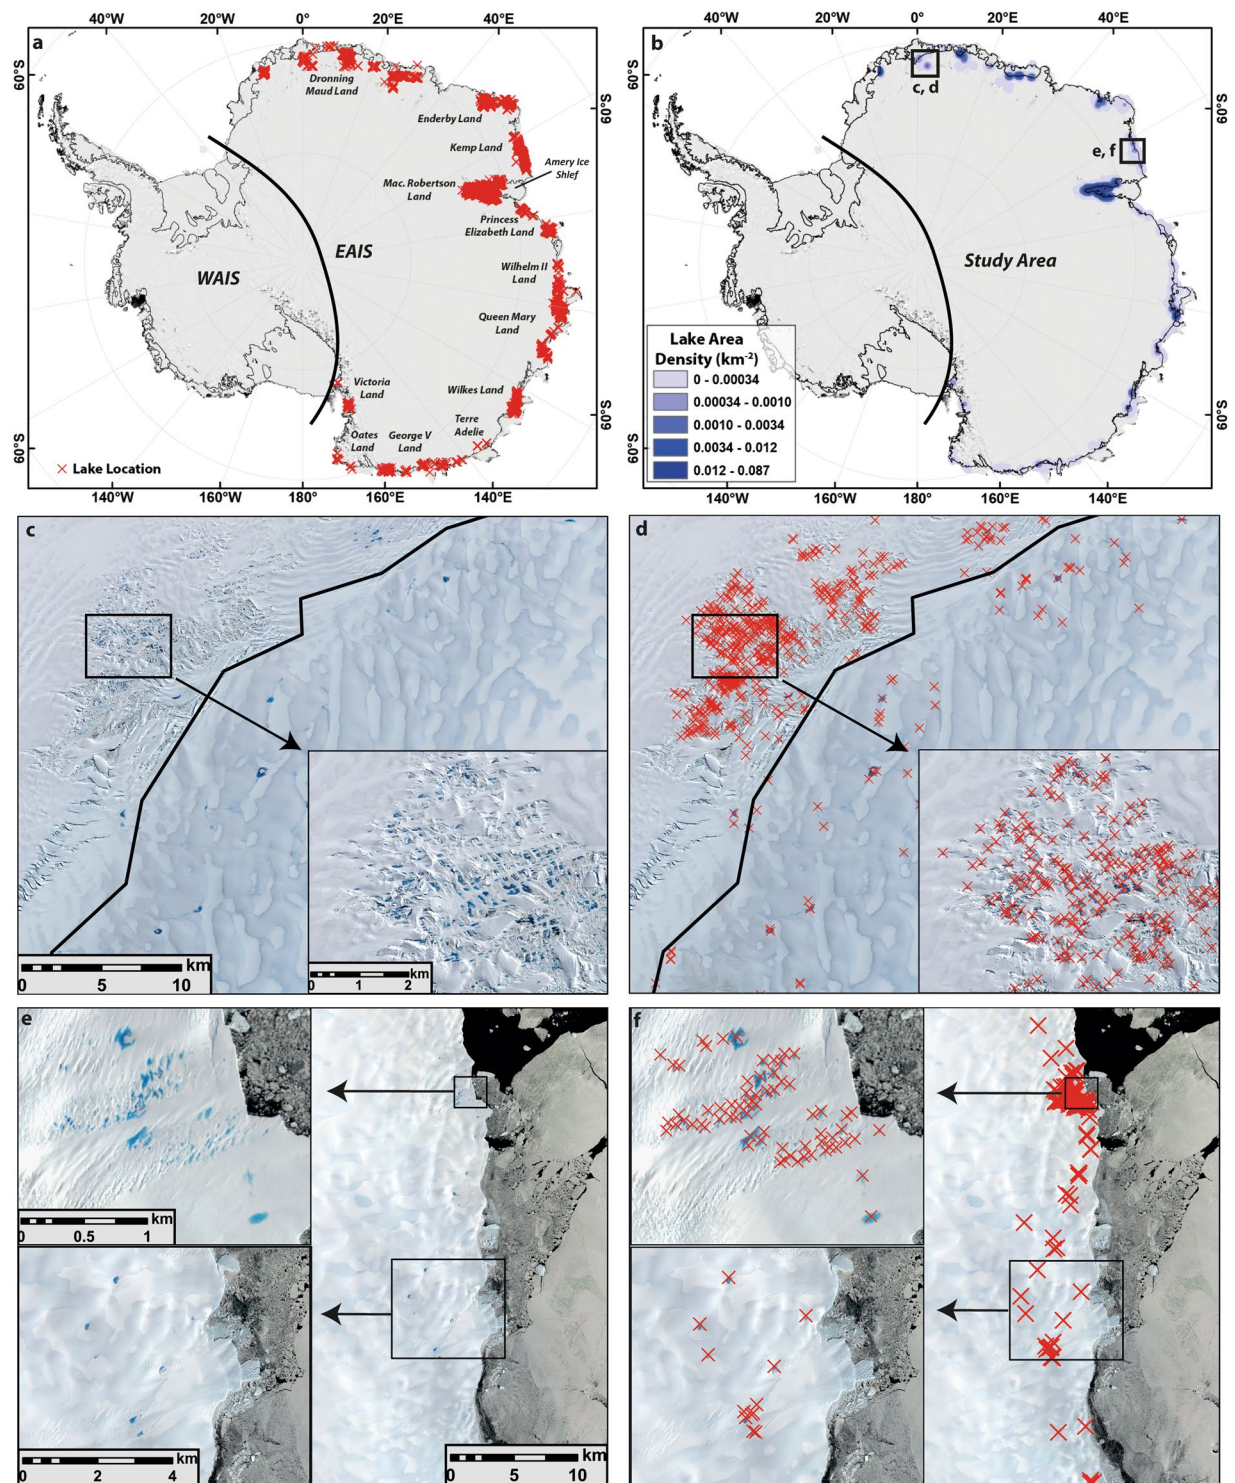 40°W 20°W 0° 20°E 40°E
a
60°S
60°S
Dronning
Maud Land
Enderby Land
Kemp Land
Amery Ice
Shlef
Mac. Robertson
Land
Princess
Elizabeth Land
EAIS
WAIS
Wilhelm II
Land
Queen Mary
Land
Victoria
Land
Wilkes Land
Terre
Adelie
Oates
Land
George V
Land
60°S
60°S
Lake Location
140°W 160°W 180° 160°E 140°E
40°W 20°W 0° 20°E 40°E
b
60°S
60°S
c, d
e, f
Study Area
Lake Area
Density (km-2)
0 - 0.00034
0.00034 - 0.0010
0.0010 - 0.0034
0.0034 - 0.012
0.012 - 0.087
60°S
60°S
140°W 160°W 180° 160°E 140°E
c
km
0 5 10
km
0 1 2
d
e
km
0 0.5 1
km
0 2 4
km
0 5 10
f